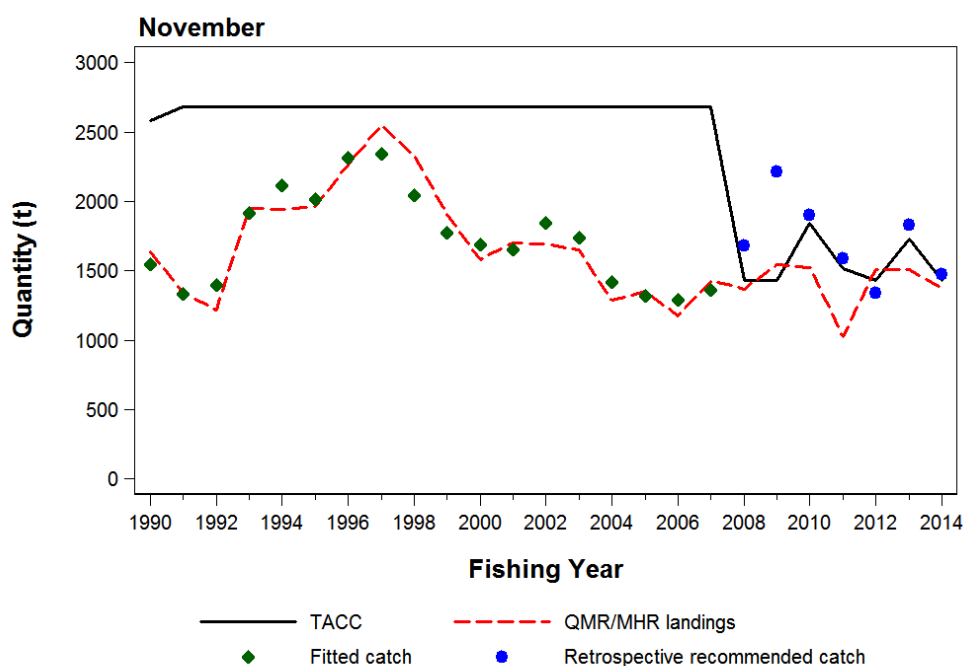 November
Quantity (t)
3000
2500
2000
1500
1000
500
0
1990 1992 1994 1996 1998 2000 2002 2004 2006 2008 2010 2012 2014
Fishing Year
TACC QMR/MHR landings
Fitted catch Retrospective recommended catch